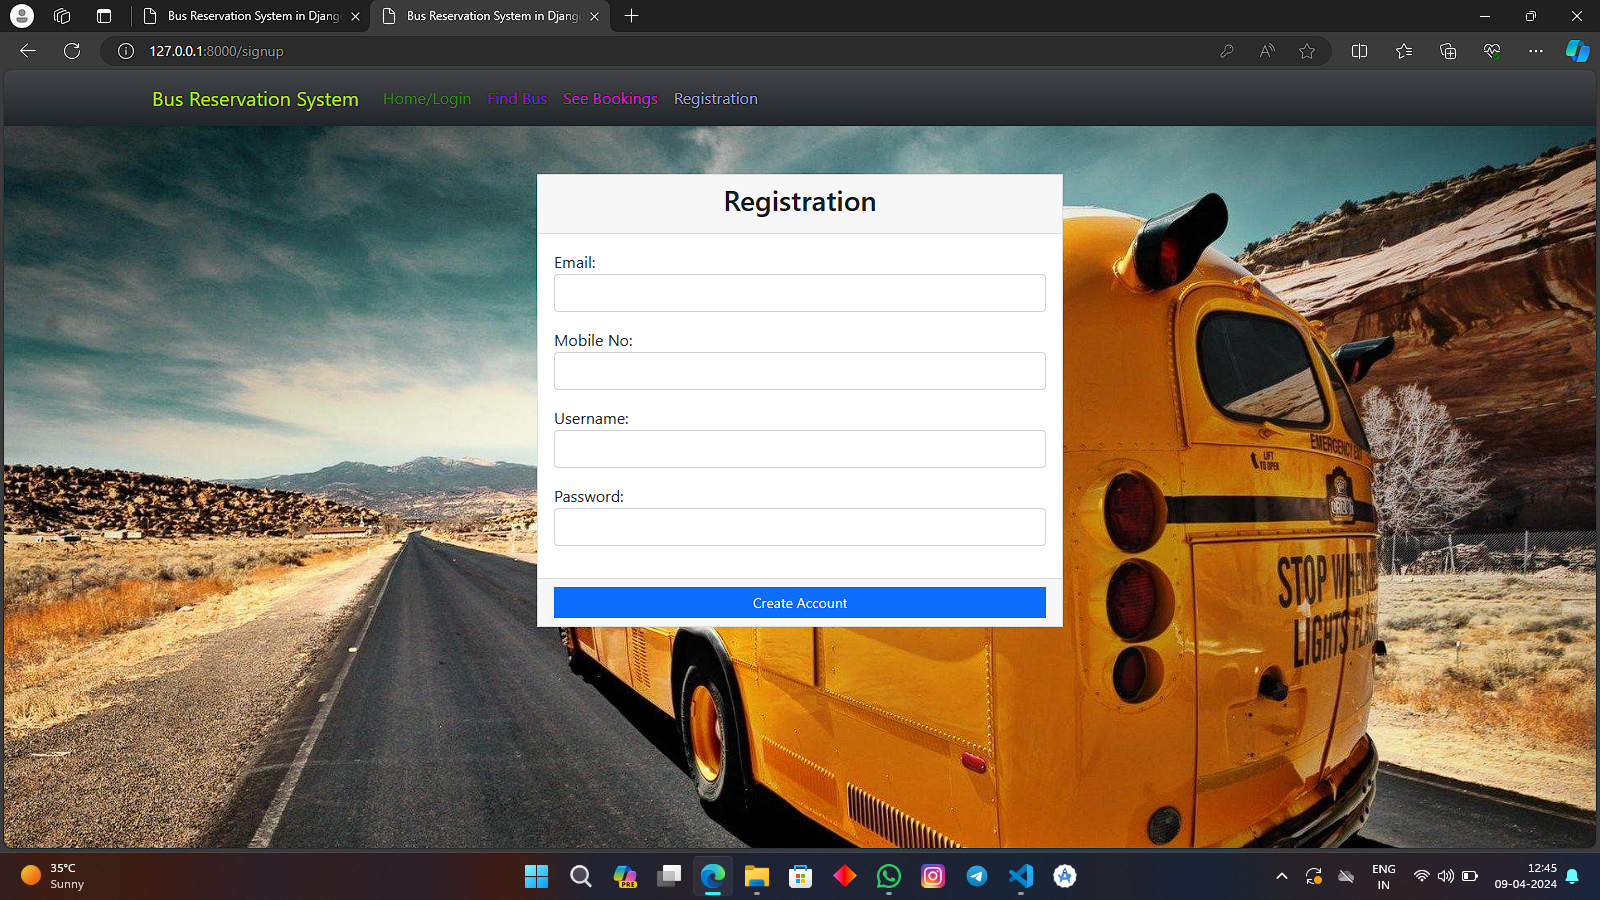 Bus Reservation System in Djang
Bus Reservation System in Djang
127.0.0.1:8000/signup
Bus Reservation System
Home/Login
Find Bus
See Bookings
Registration
Registration
Email:
Mobile No:
Username:
Password:
Create Account
EMERGENCY
LIFT
TO OPEN
STOP WHEN
LIGHTS FLA
35°C
Sunny
PRE
ENG
IN
12:45
09-04-2024